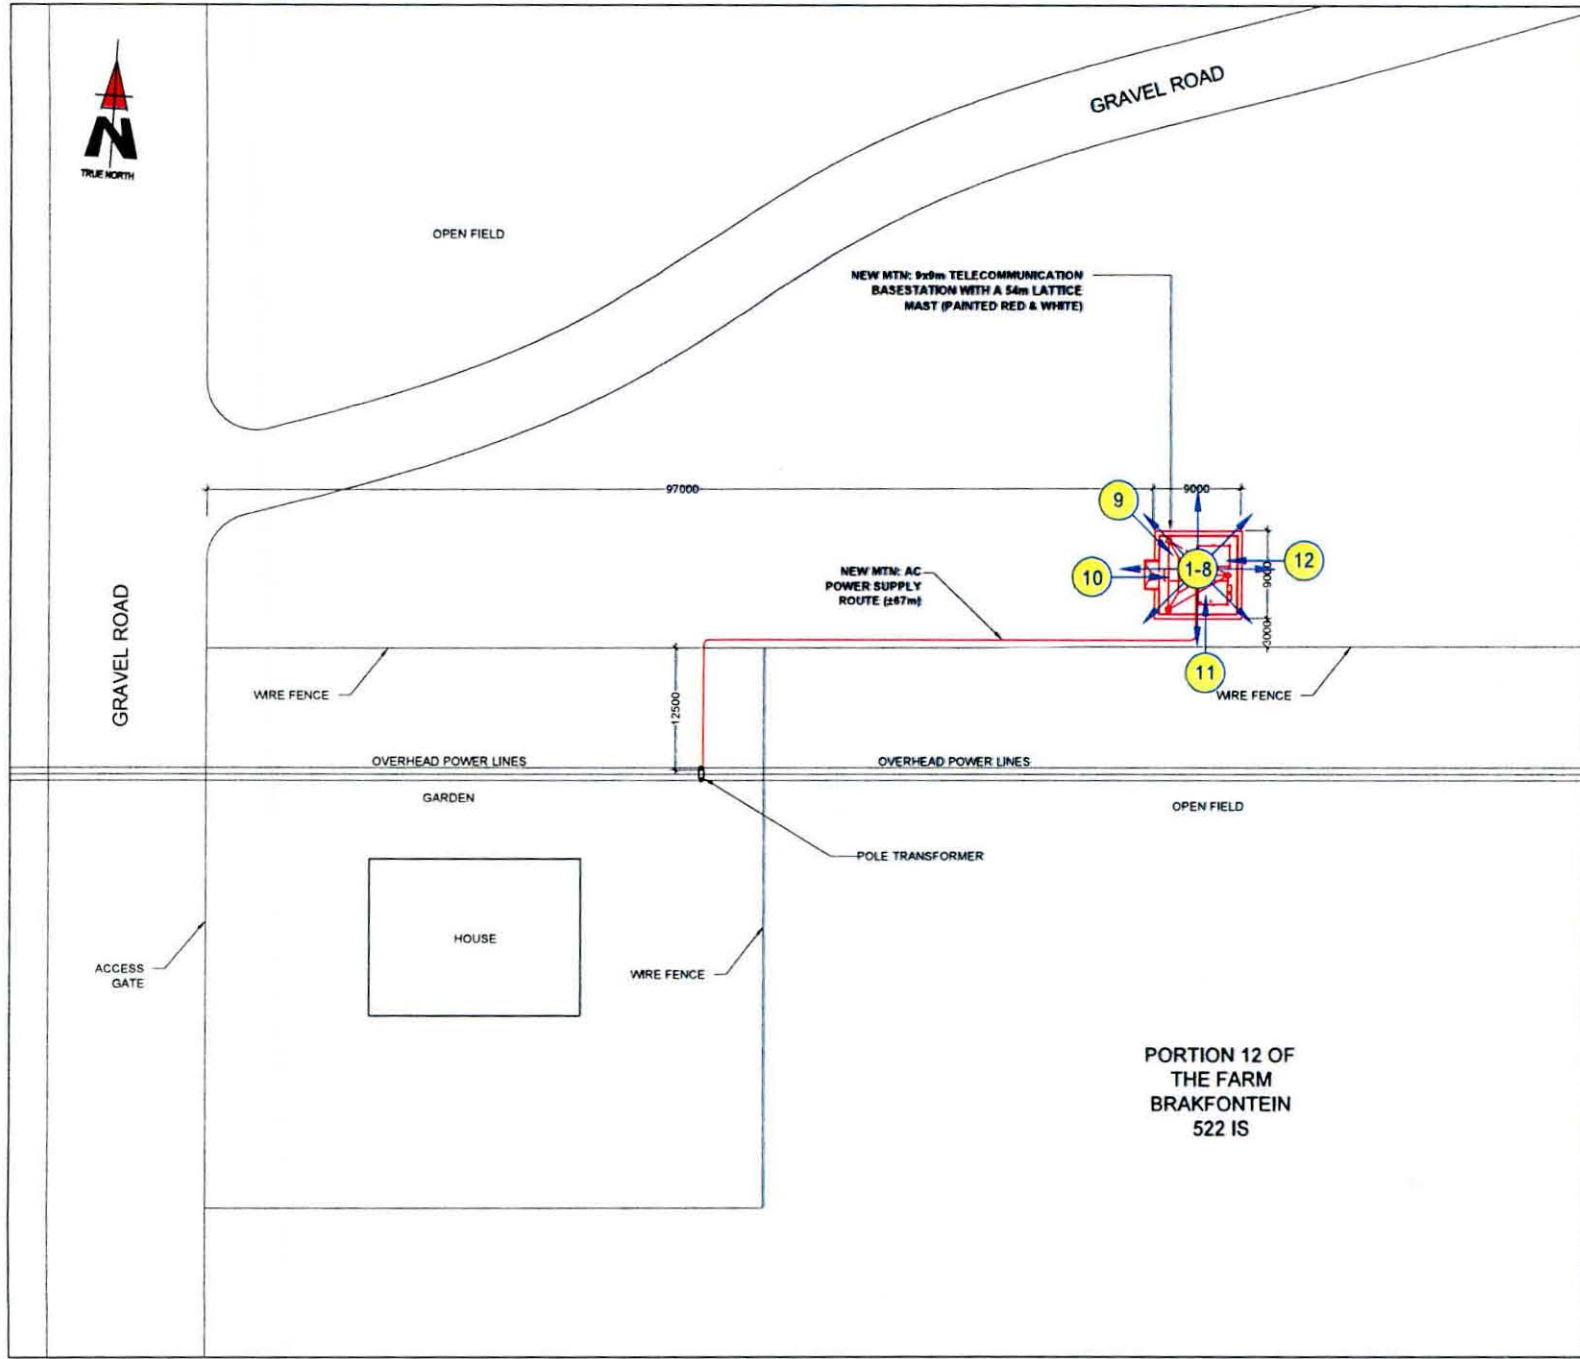 GRAVEL ROAD
N
TRUE NORTH
OPEN FIELD
NEW MTN: 9x9m TELECOMMUNICATION
BASESTATION WITH A 54m LATTICE
MAST (PAINTED RED & WHITE)
97000
9000
9
1-8
12
10
9000
NEW MTN: AC
POWER SUPPLY
ROUTE (±67m)
3000
11
GRAVEL ROAD
WIRE FENCE
12500
WIRE FENCE
OVERHEAD POWER LINES
OVERHEAD POWER LINES
GARDEN
OPEN FIELD
POLE TRANSFORMER
HOUSE
ACCESS
GATE
WIRE FENCE
PORTION 12 OF
THE FARM
BRAKFONTEIN
522 IS